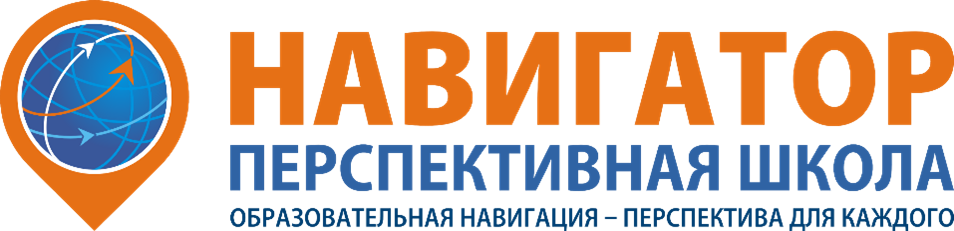 НАВИГАТОР
ПЕРСПЕКТИВНАЯ ШКОЛА
ОБРАЗОВАТЕЛЬНАЯ НАВИГАЦИЯ – ПЕРСПЕКТИВА ДЛЯ КАЖДОГО